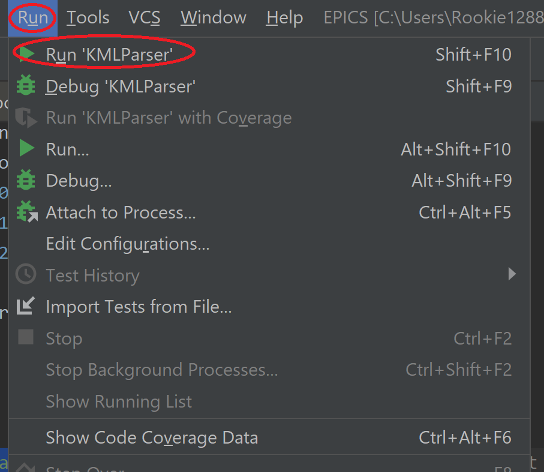 Run Tools VCS Window Help EPICS [C:\Users\Rookie1288
Run 'KMLParser' Shift+F10
Debug 'KMLParser' Shift+F9
Run 'KMLParser' with Coverage
Run... Alt+Shift+F10
Debug... Alt+Shift+F9
Attach to Process... Ctrl+Alt+F5
Edit Configurations...
Test History
Import Tests from File...
Stop Ctrl+F2
Stop Background Processes... Ctrl+Shift+F2
Show Running List
Show Code Coverage Data Ctrl+Alt+F6
Step Over F8